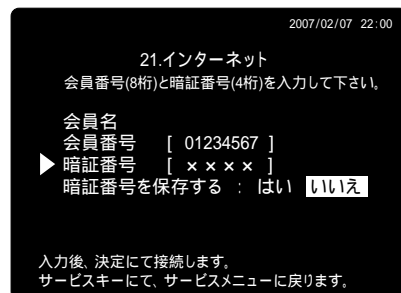 2007/02/07 22:00
21.インターネット
会員番号(8桁)と暗証番号(4桁)を入力して下さい。
会員名
会員番号 [ 01234567 ]
▶ 暗証番号 [ ×××× ]
暗証番号を保存する : はい いいえ
入力後、決定にて接続します。
サービスキーにて、サービスメニューに戻ります。